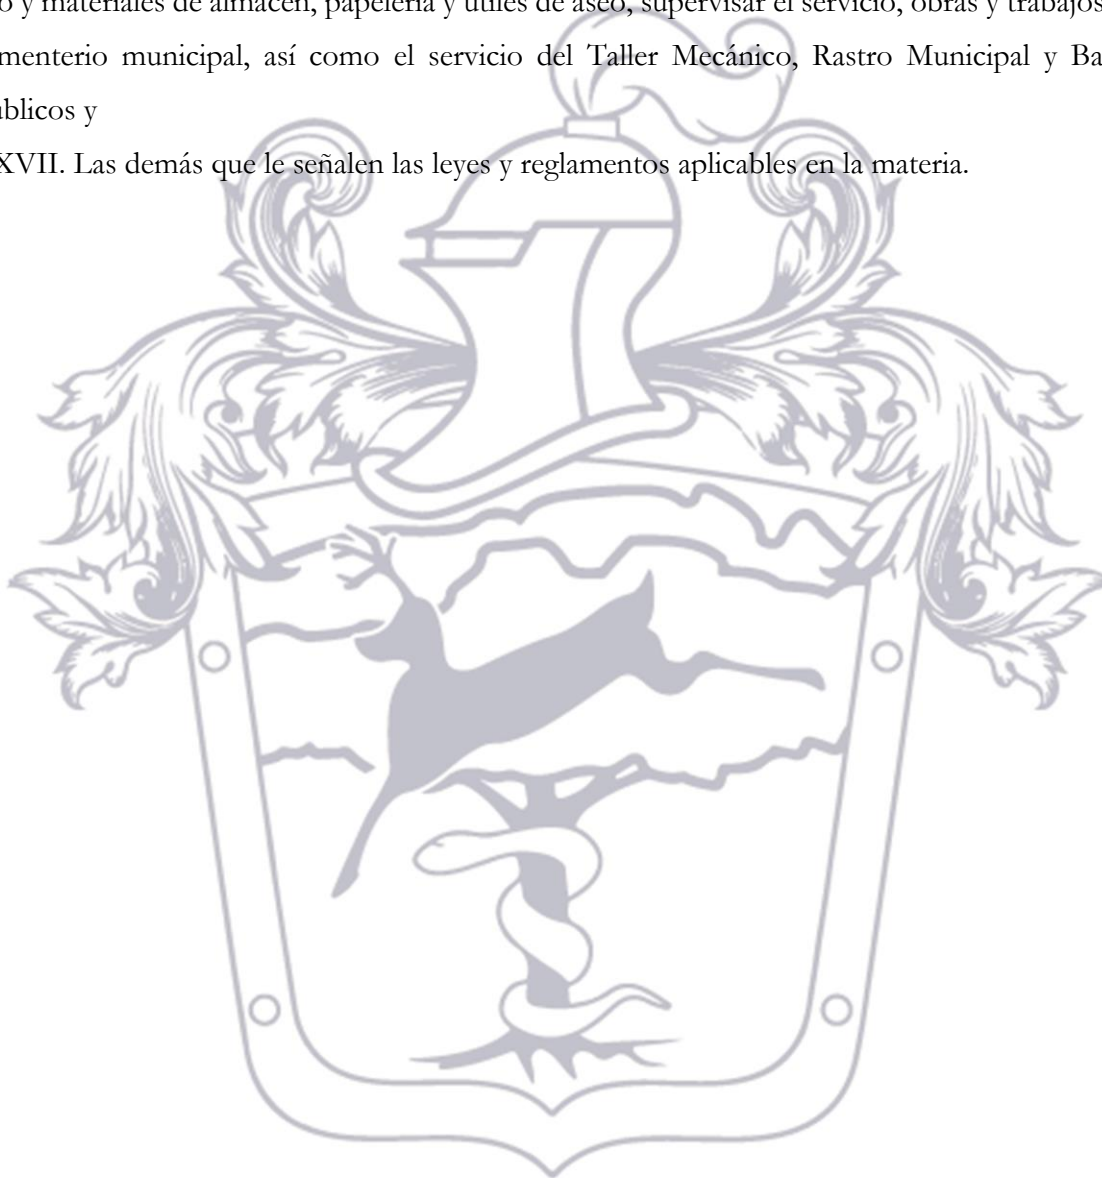 o y materiales de almacén, papelería y útiles de aseo, supervisar el servicio, obras y trabajos
menterio municipal, así como el servicio del Taller Mecánico, Rastro Municipal y Ba
blicos y
XVII. Las demás que le señalen las leyes y reglamentos aplicables en la materia.